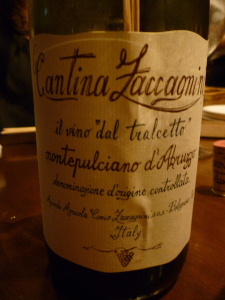 Cantina Zaccagnini
il vino "dal tralcetto"
montepulciano d'Abruzzo
denominazione d'origine controllata
Italy